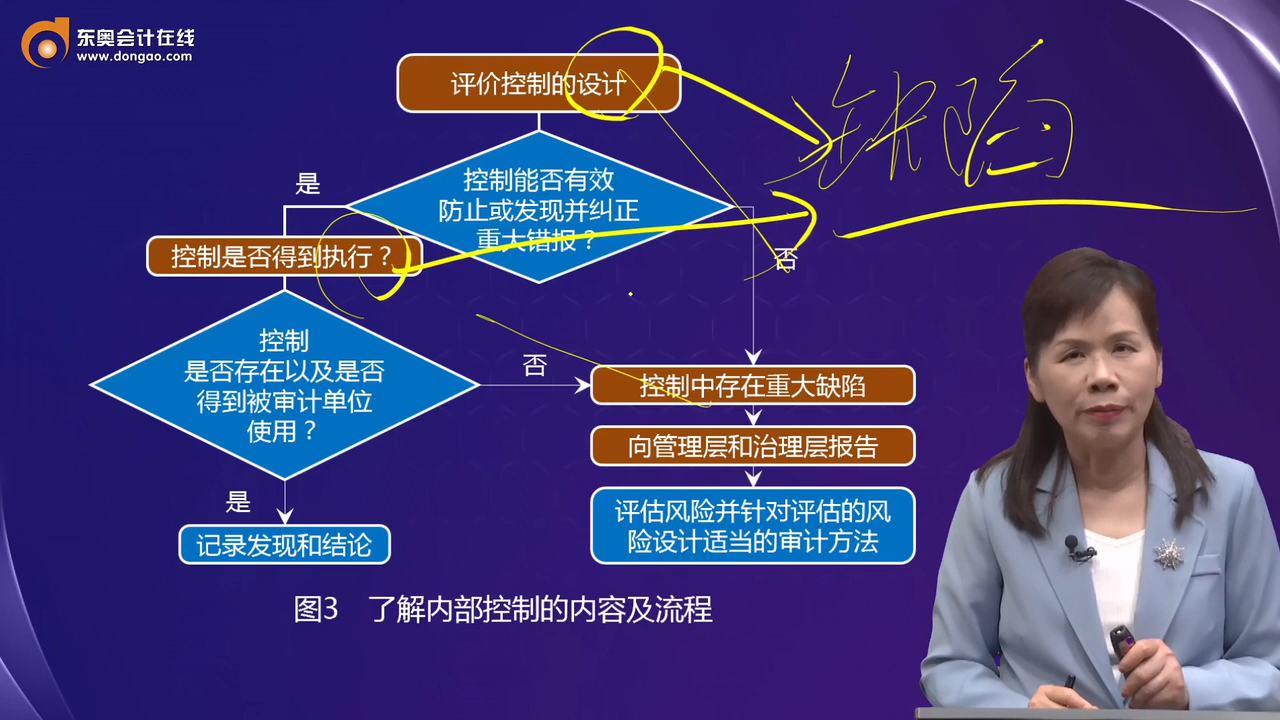 东奥会计在线
www.dongao.com
评价控制的设计
缺陷
是
控制能否有效
防止或发现并纠正
重大错报？
否
控制是否得到执行？
控制
是否存在以及是否
得到被审计单位
使用？
否
控制中存在重大缺陷
向管理层和治理层报告
是
评估风险并针对评估的风
险设计适当的审计方法
记录发现和结论
图3 了解内部控制的内容及流程